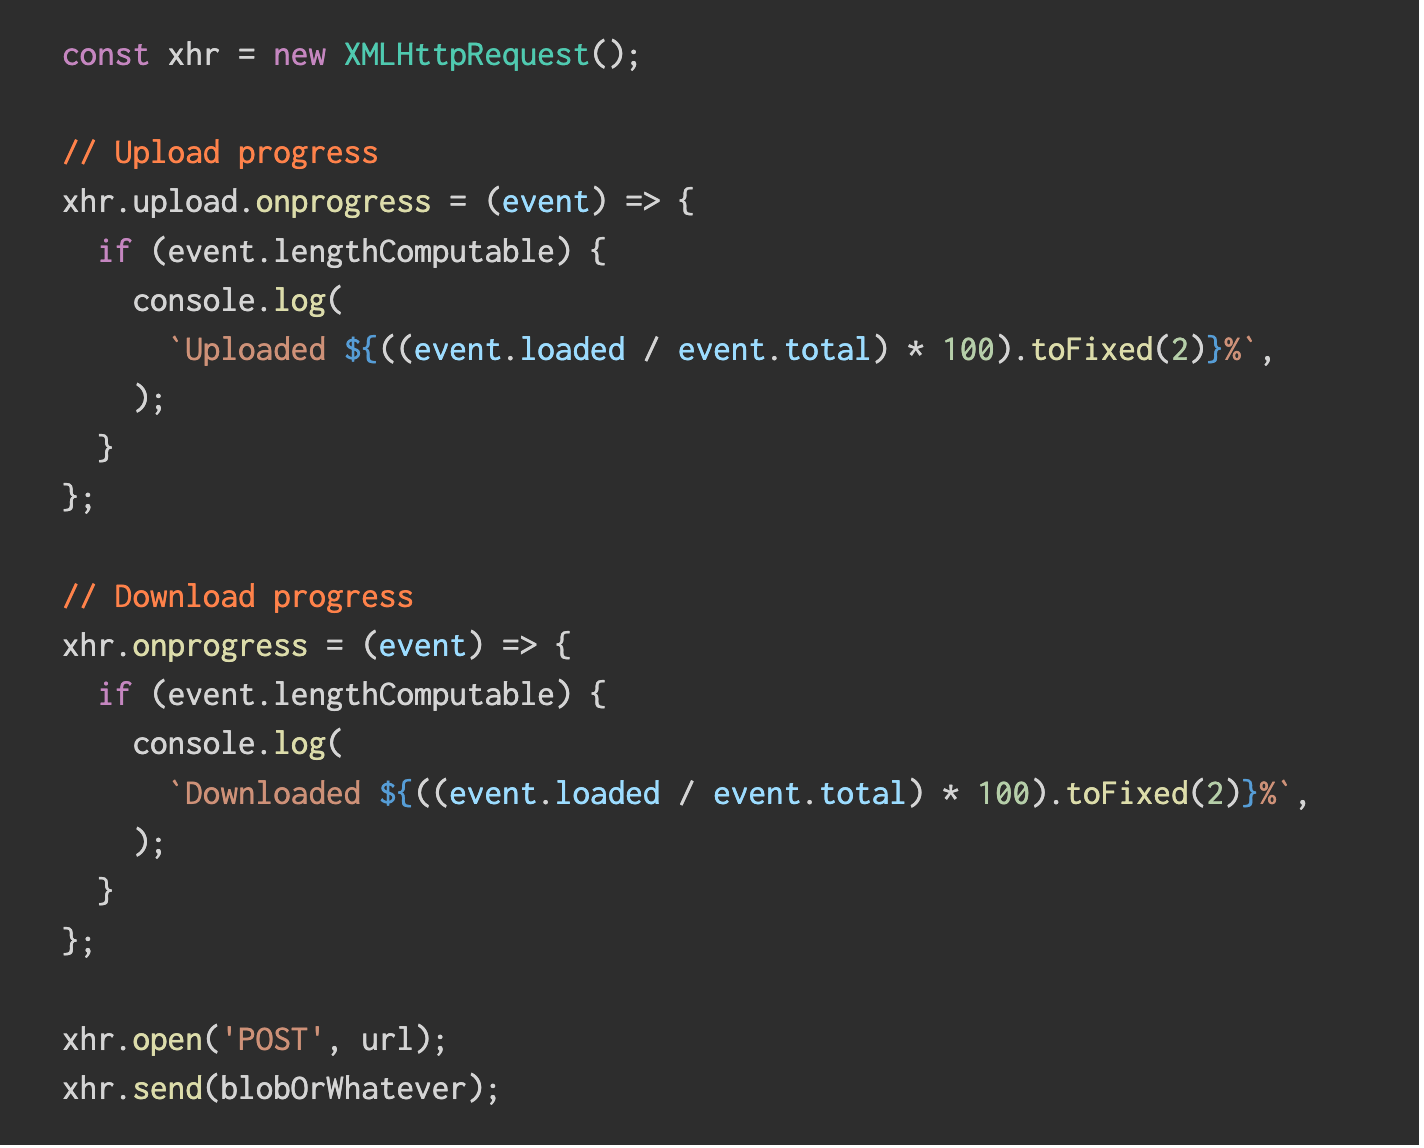 const xhr = new XMLHttpRequest();

// Upload progress
xhr.upload.onprogress = (event) => {
  if (event.lengthComputable) {
    console.log(
      `Uploaded ${((event.loaded / event.total) * 100).toFixed(2)}%`,
    );
  }
};

// Download progress
xhr.onprogress = (event) => {
  if (event.lengthComputable) {
    console.log(
      `Downloaded ${((event.loaded / event.total) * 100).toFixed(2)}%`,
    );
  }
};

xhr.open('POST', url);
xhr.send(blobOrWhatever);